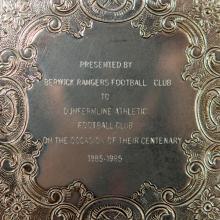 PRESENTED BY
BERWICK RANGERS FOOTBALL CLUB
TO
DUNFERMLINE ATHLETIC
FOOTBALL CLUB
ON THE OCCASION OF THEIR CENTENARY
1885-1985